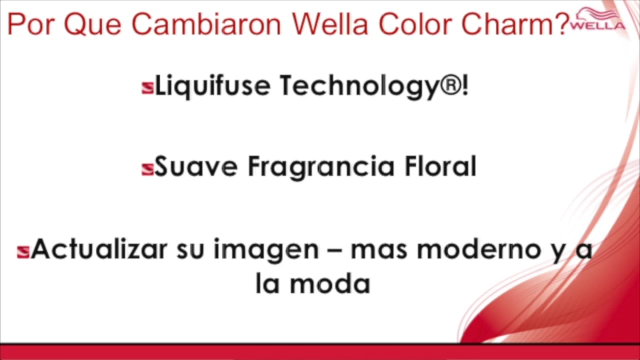 Por Que Cambiaron Wella Color Charm?
WELLA
Liquifuse Technology®!
Suave Fragrancia Floral
Actualizar su imagen – mas moderno y a
la moda